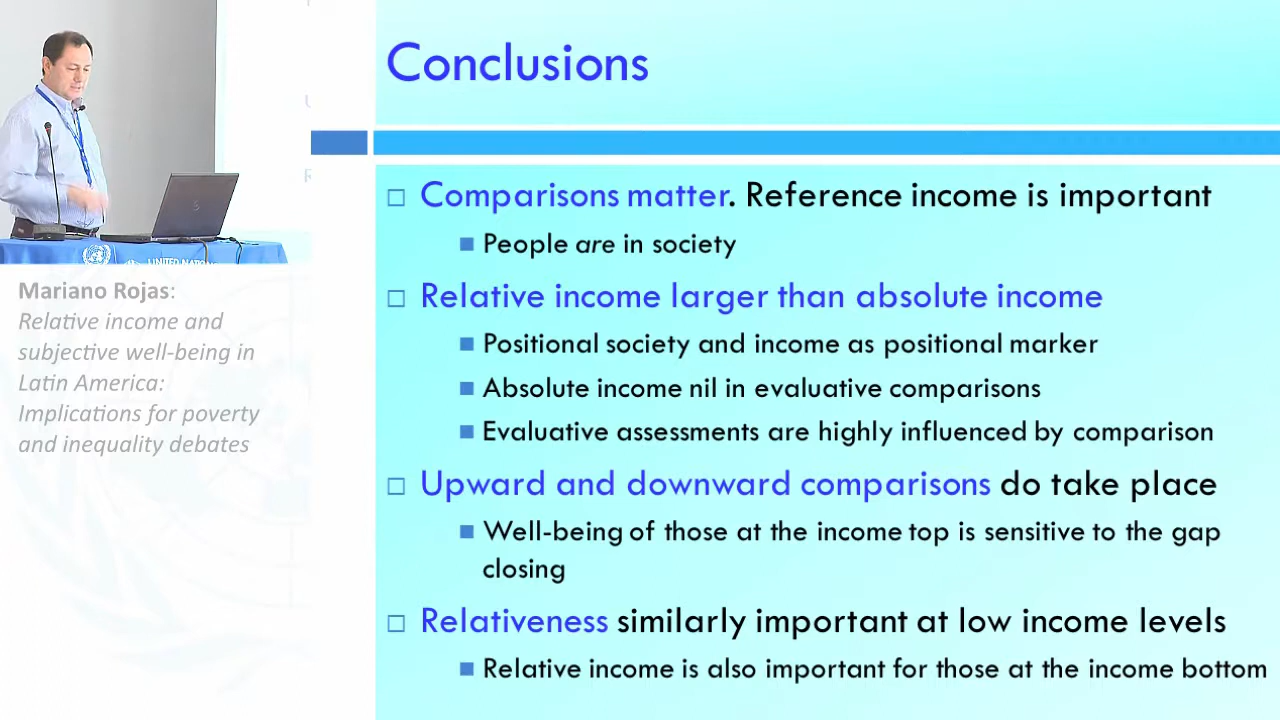 Conclusions
Comparisons matter. Reference income is important
People are in society
Relative income larger than absolute income
Positional society and income as positional marker
Absolute income nil in evaluative comparisons
Evaluative assessments are highly influenced by comparison
Upward and downward comparisons do take place
Well-being of those at the income top is sensitive to the gap
closing
Relativeness similarly important at low income levels
Relative income is also important for those at the income bottom
UNITED NATIO
Mariano Rojas:
Relative income and
subjective well-being in
Latin America:
Implications for poverty
and inequality debates